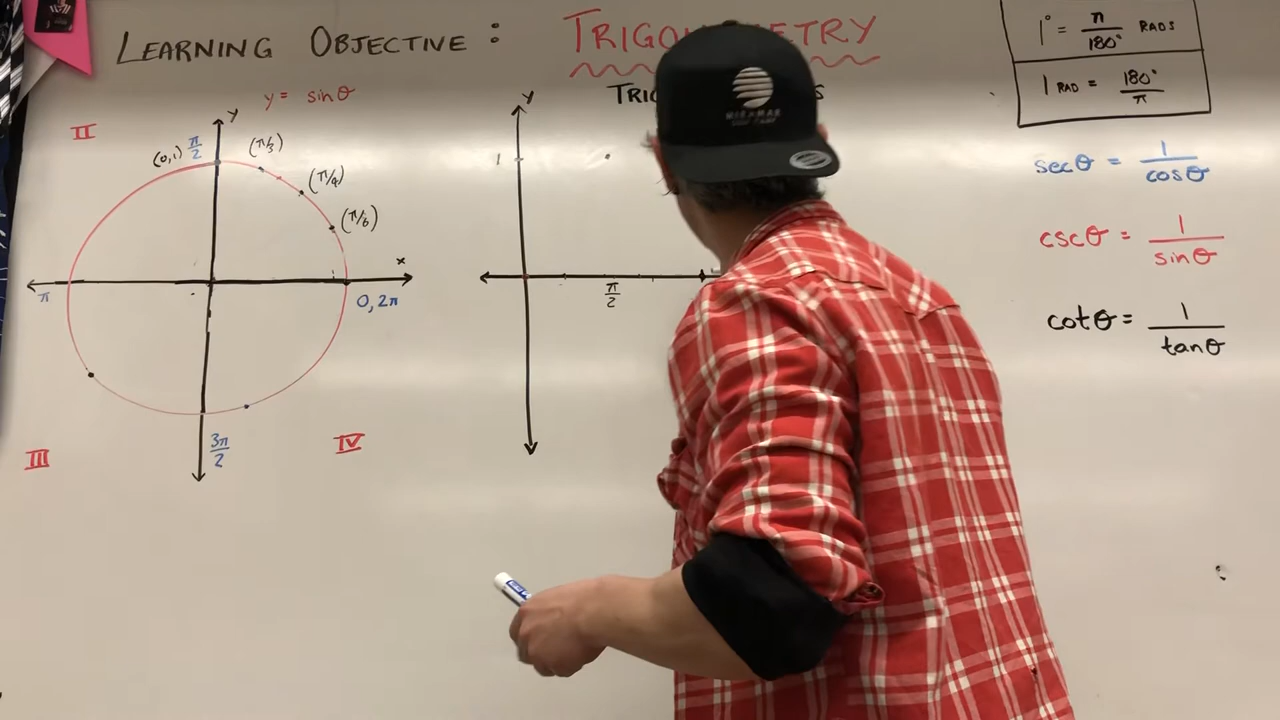 LEARNING OBJECTIVE :
y = sinθ
II
(0,1) π/2
(π/3)
(π/4)
(π/6)
y
x
π
0, 2π
III
3π/2
IV
y
1
π/2
MIRAMAR
1° = π/180° RADS
1 RAD = 180°/π
secθ = 1/cosθ
cscθ = 1/sinθ
cotθ = 1/tanθ